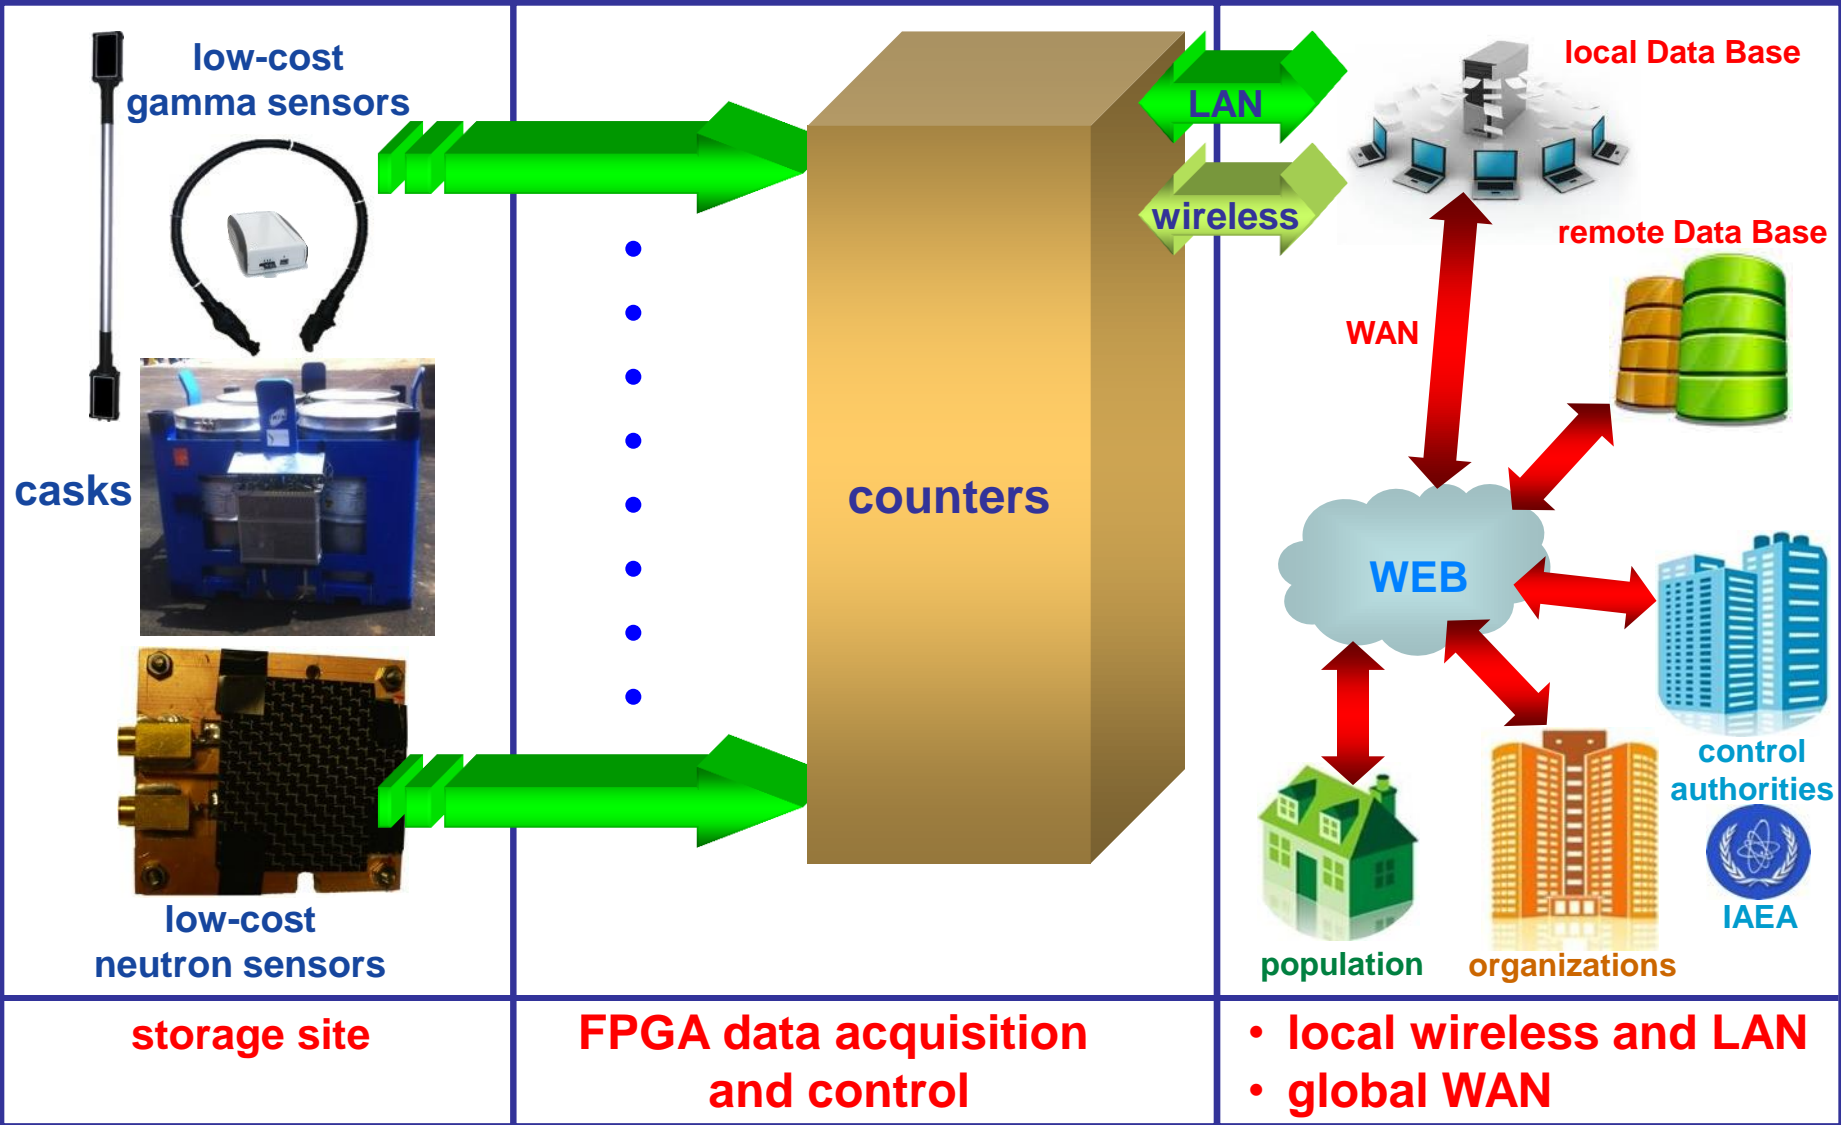 low-cost
gamma sensors
casks
low-cost
neutron sensors
storage site
counters
FPGA data acquisition
and control
LAN
wireless
local Data Base
remote Data Base
WAN
WEB
control
authorities
IAEA
population
organizations
• local wireless and LAN
• global WAN